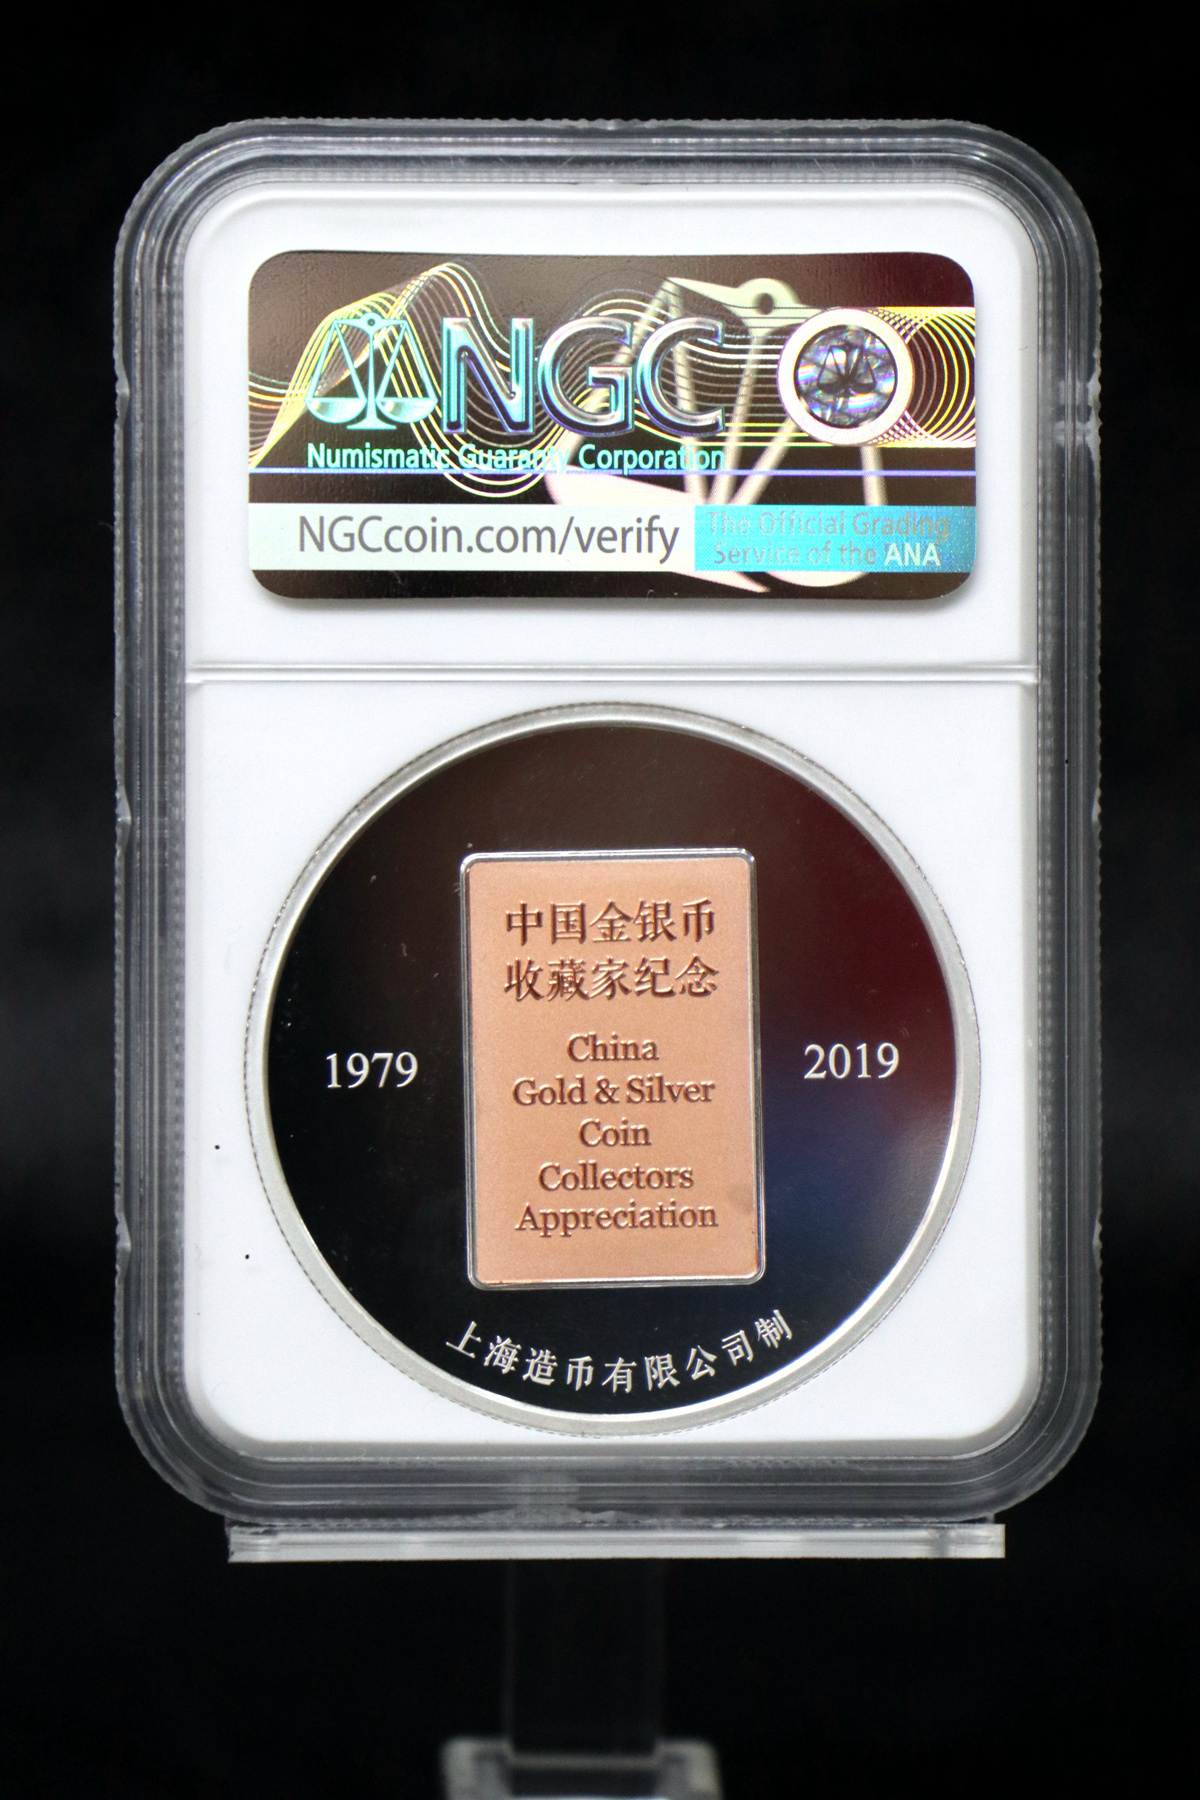 NGC
Numismatic Guaranty Corporation
NGCcoin.com/verify
The Official Grading
Service of the ANA
中国金银币
收藏家纪念
China
Gold & Silver
Coin
Collectors
Appreciation
1979
2019
上海造币有限公司制